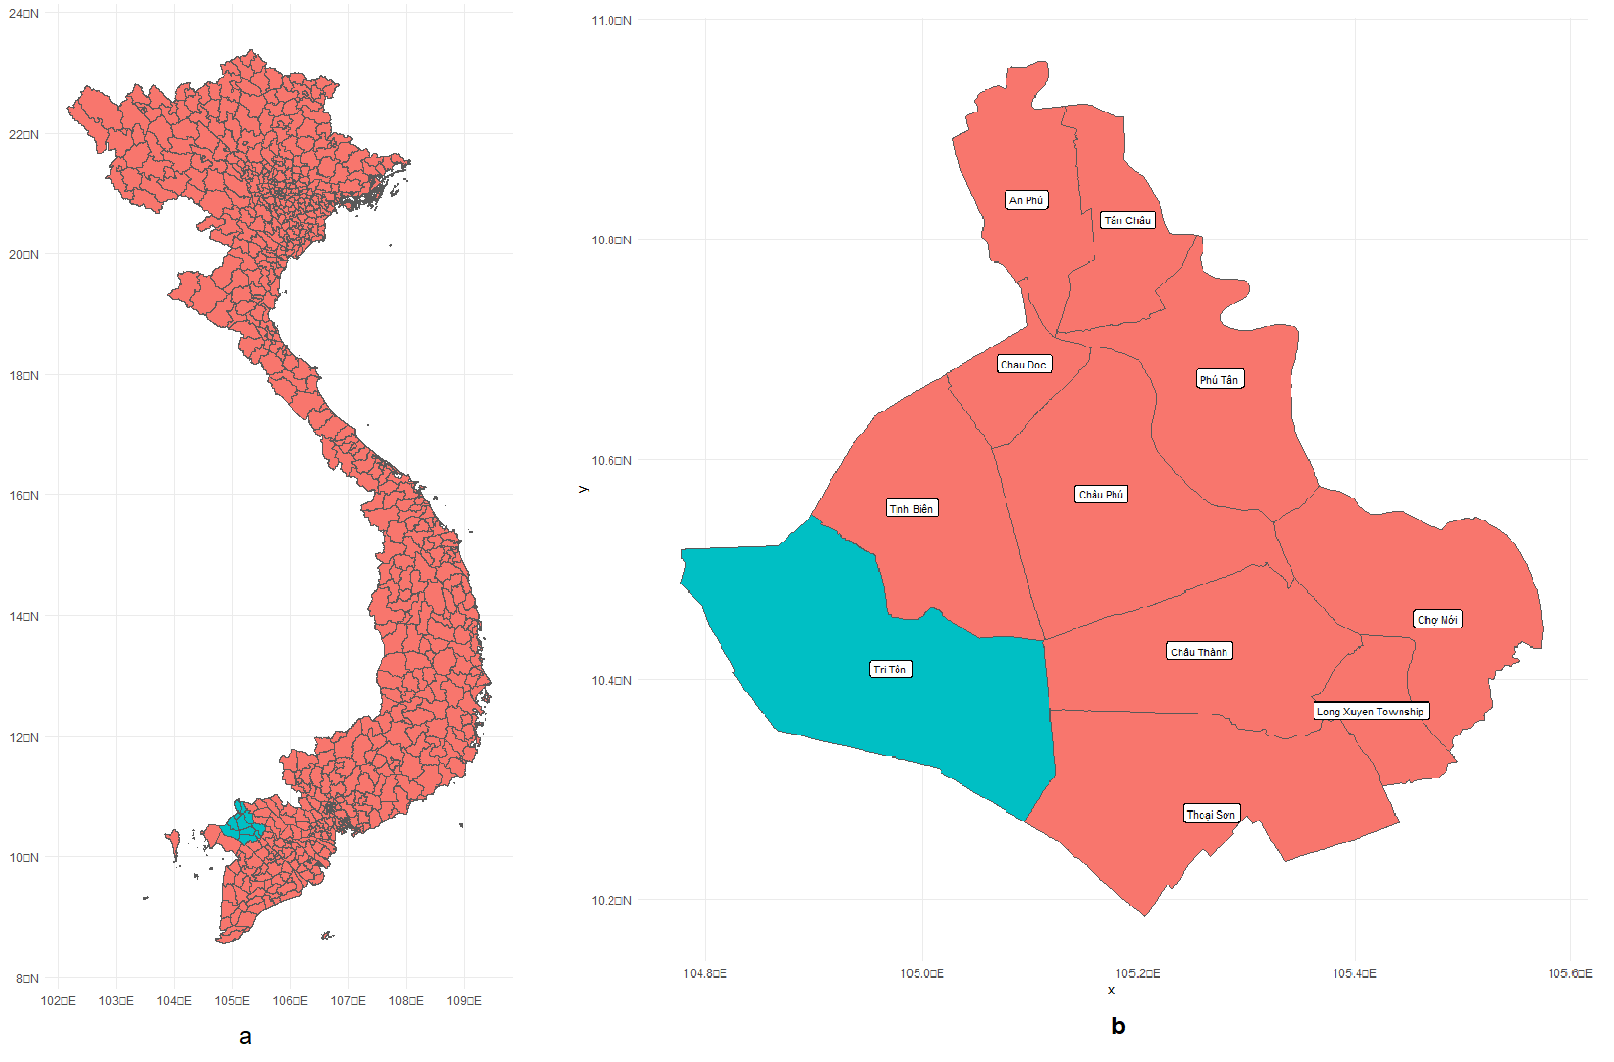 24□N
22□N
20□N
18□N
16□N
14□N
12□N
10□N
8□N
102□E 103□E 104□E 105□E 106□E 107□E 108□E 109□E
a
11.0□N
10.8□N
10.6□N
10.4□N
10.2□N
y
An Phú
Tân Châu
Chau Doc
Phú Tân
Châu Phú
Tịnh Biên
Chợ Mới
Châu Thành
Tri Tôn
Long Xuyen Township
Thoại Sơn
104.8□E 105.0□E 105.2□E 105.4□E 105.6□E
x
b